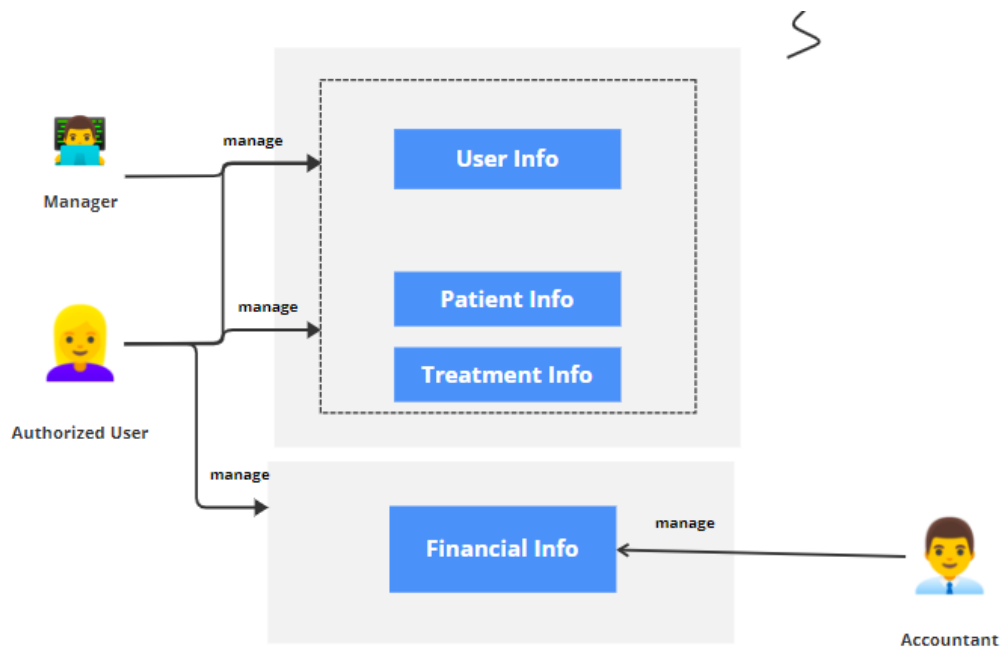 manage
User Info
Manager
Patient Info
manage
Treatment Info
Authorized User
manage
Financial Info
manage
Accountant